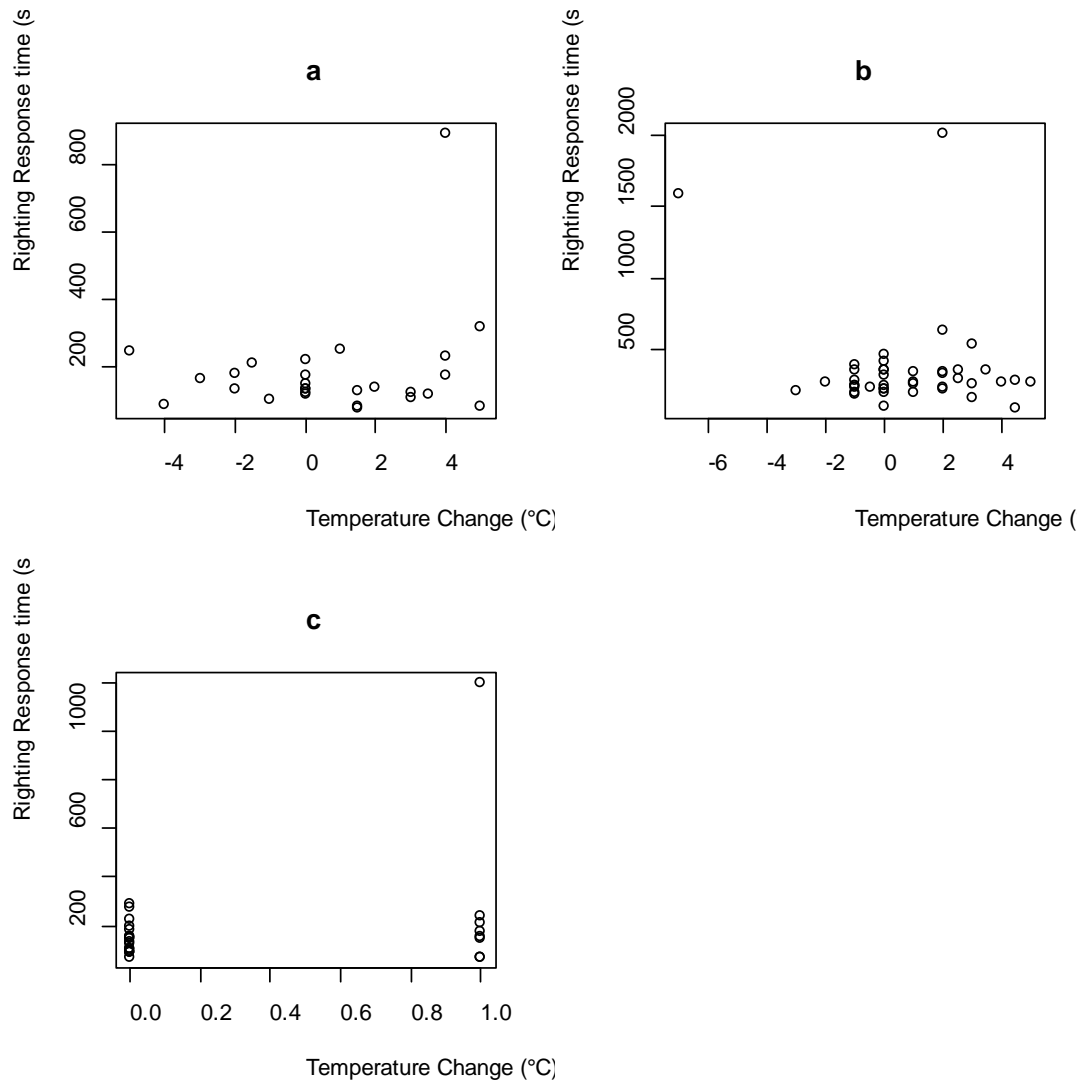 a
Righting Response time (s
800
600
400
200
-4 -2 0 2 4
Temperature Change (°C)
b
Righting Response time (s
2000
1500
1000
500
-6 -4 -2 0 2 4
Temperature Change (
c
Righting Response time (s
1000
600
200
0.0 0.2 0.4 0.6 0.8 1.0
Temperature Change (°C)